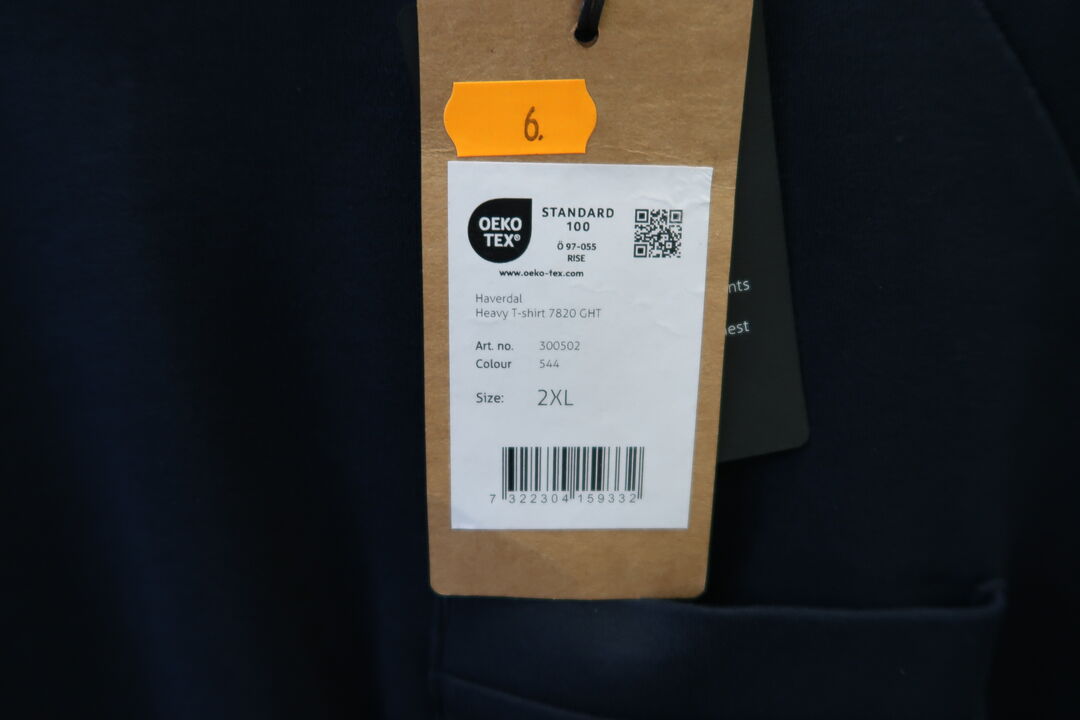 6.
OEKO
TEX®
STANDARD
100
Ö 97-055
RISE
www.oeko-tex.com
Haverdal
Heavy T-shirt 7820 GHT
Art. no. 300502
Colour 544
Size: 2XL
7 322304 159332
nts
est